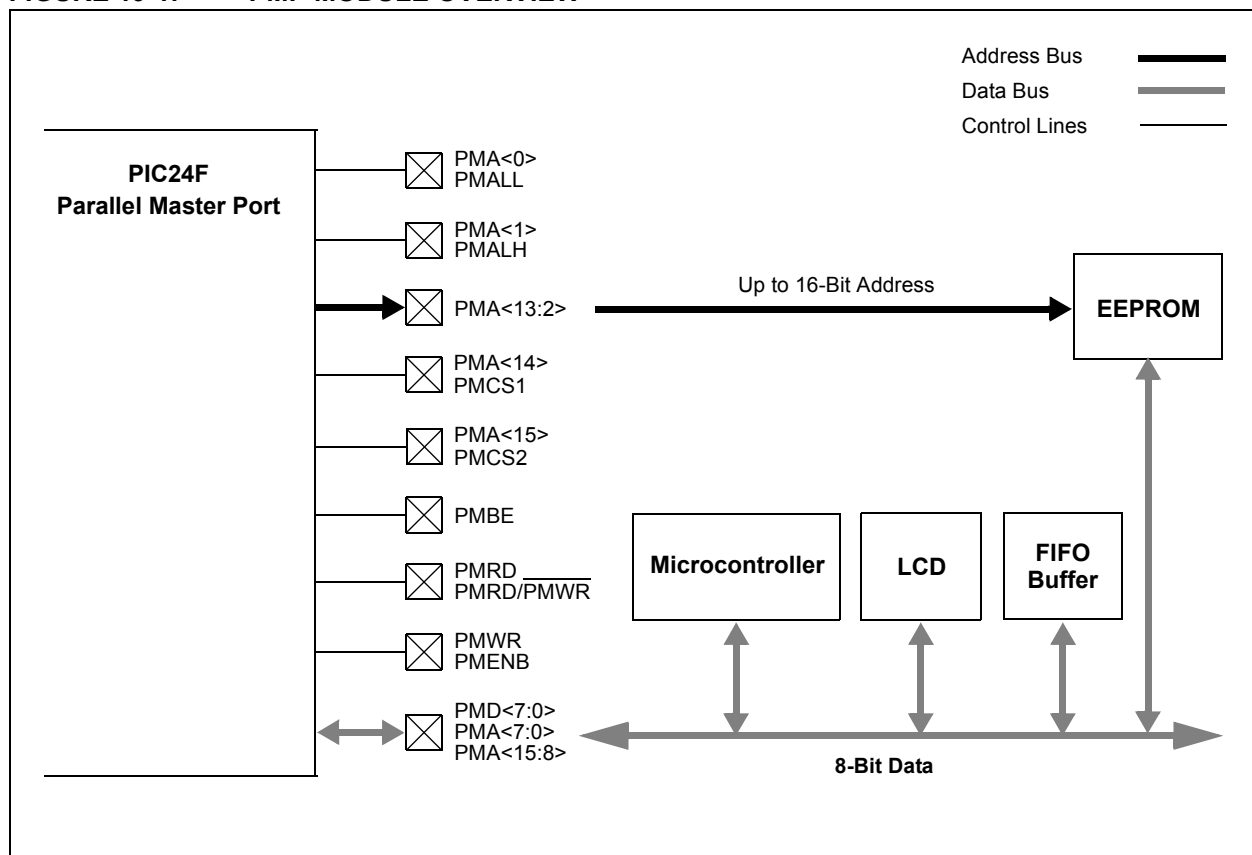 Address Bus
Data Bus
Control Lines
PIC24F
Parallel Master Port
PMA<0>
PMALL
PMA<1>
PMALH
PMA<13:2>
Up to 16-Bit Address
EEPROM
PMA<14>
PMCS1
PMA<15>
PMCS2
PMBE
Microcontroller
LCD
FIFO
Buffer
PMRD
PMRD/PMWR
PMWR
PMENB
PMD<7:0>
PMA<7:0>
PMA<15:8>
8-Bit Data